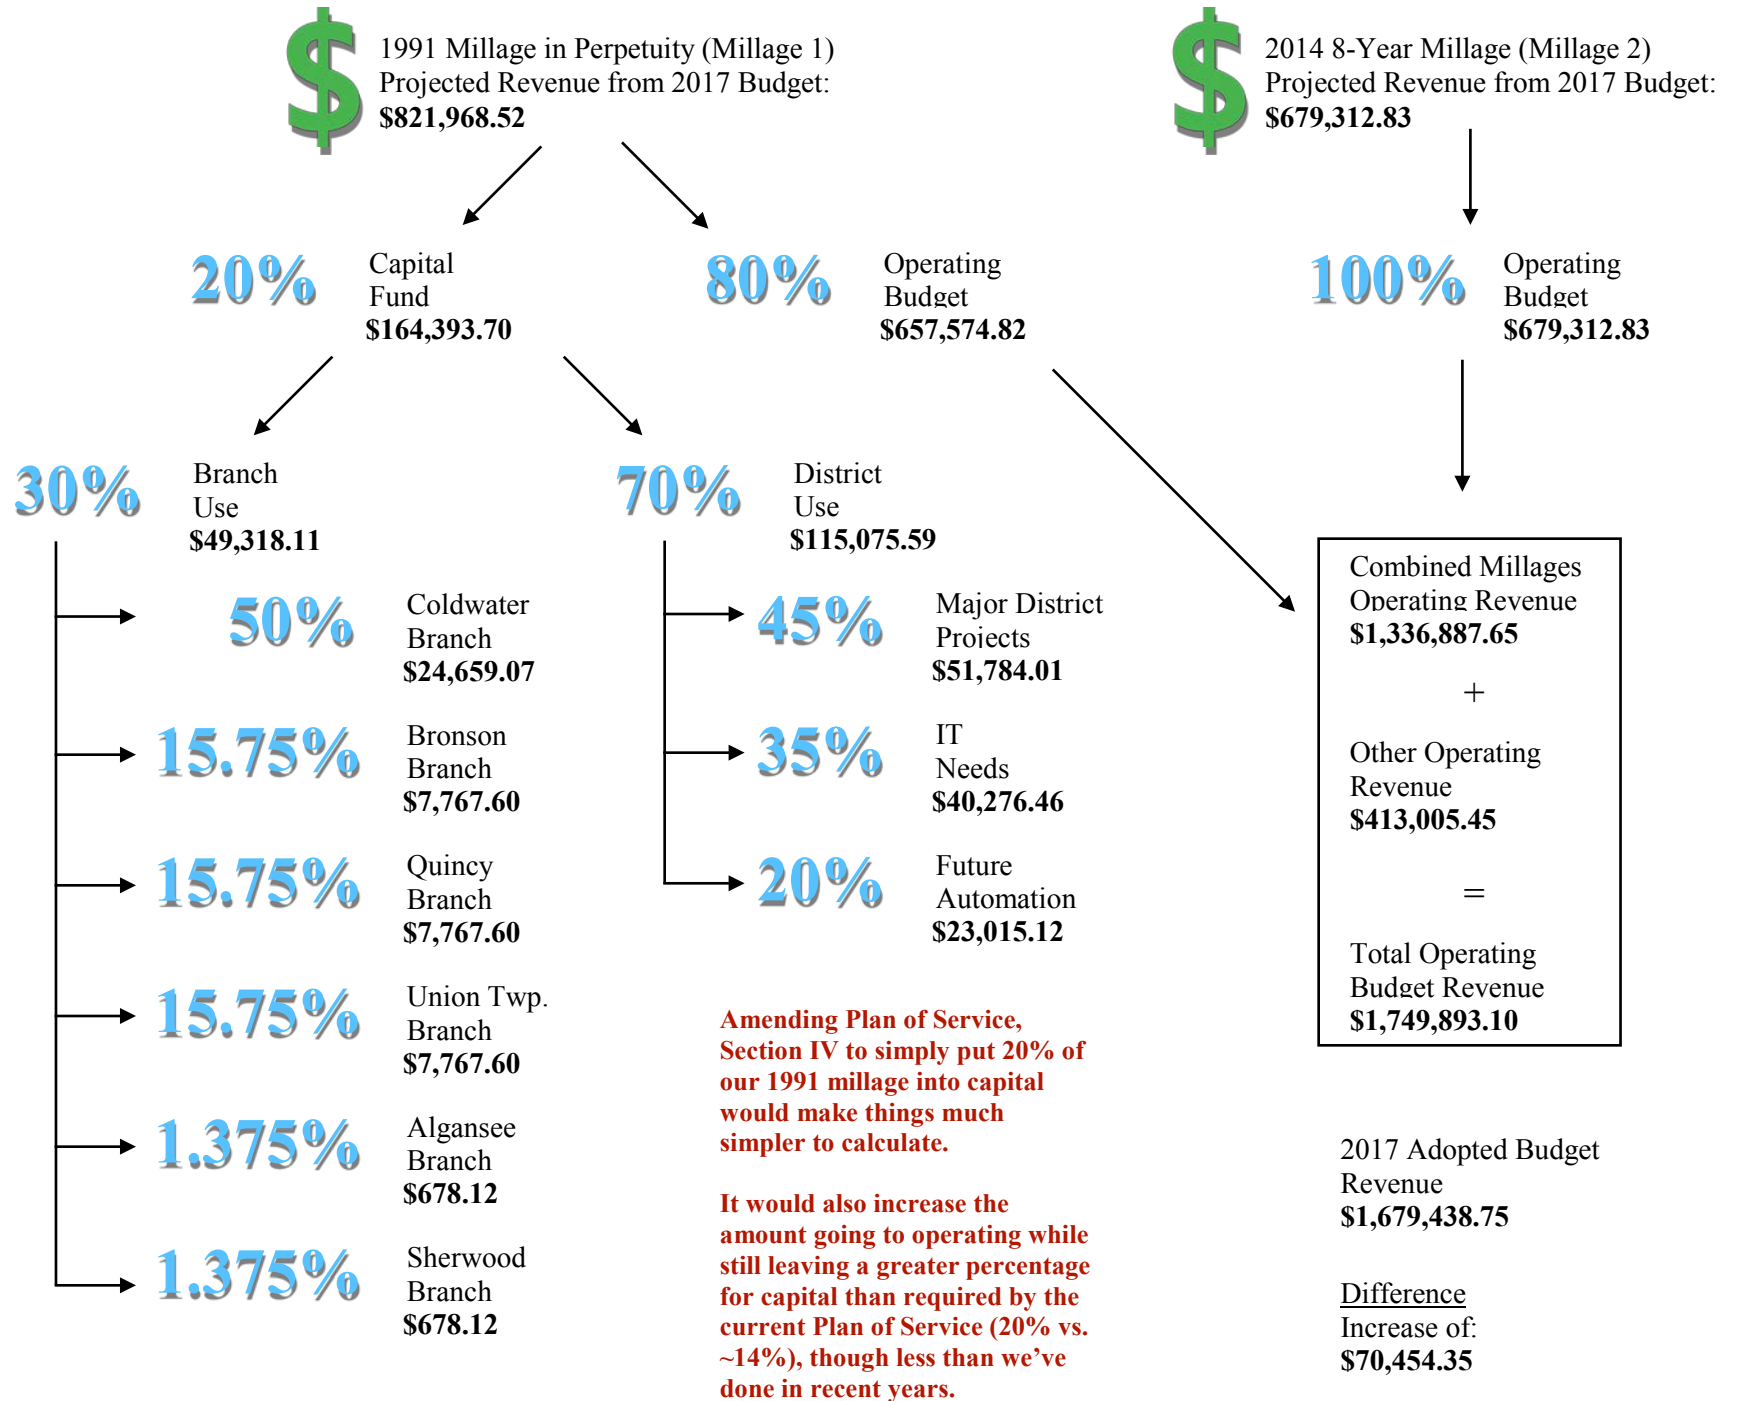 $
1991 Millage in Perpetuity (Millage 1)
Projected Revenue from 2017 Budget:
$821,968.52
$
2014 8-Year Millage (Millage 2)
Projected Revenue from 2017 Budget:
$679,312.83
20%
Capital
Fund
$164,393.70
80%
Operating
Budget
$657,574.82
100%
Operating
Budget
$679,312.83
30%
Branch
Use
$49,318.11
70%
District
Use
$115,075.59
50%
Coldwater
Branch
$24,659.07
15.75%
Bronson
Branch
$7,767.60
15.75%
Quincy
Branch
$7,767.60
15.75%
Union Twp.
Branch
$7,767.60
1.375%
Algansee
Branch
$678.12
1.375%
Sherwood
Branch
$678.12
45%
Major District
Projects
$51,784.01
35%
IT
Needs
$40,276.46
20%
Future
Automation
$23,015.12
Amending Plan of Service,
Section IV to simply put 20% of
our 1991 millage into capital
would make things much
simpler to calculate.
It would also increase the
amount going to operating while
still leaving a greater percentage
for capital than required by the
current Plan of Service (20% vs.
~14%), though less than we’ve
done in recent years.
Combined Millages
Operating Revenue
$1,336,887.65
+
Other Operating
Revenue
$413,005.45
=
Total Operating
Budget Revenue
$1,749,893.10
2017 Adopted Budget
Revenue
$1,679,438.75
Difference
Increase of:
$70,454.35